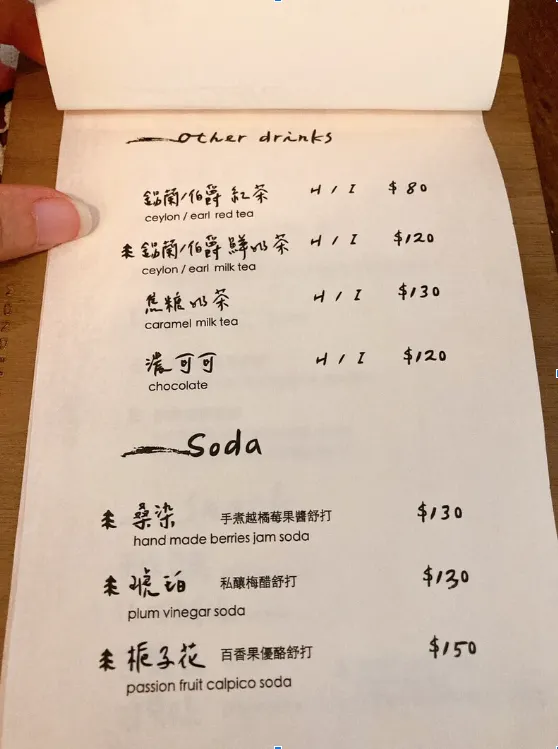 other drinks
錫蘭/伯爵 紅茶 H / I $80
ceylon / earl red tea
錫蘭/伯爵 鮮奶茶 H / I $120
ceylon / earl milk tea
焦糖奶茶 H / I $130
caramel milk tea
濃可可 H / I $120
chocolate
Soda
桑染 手煮越橘莓果醬舒打 $130
hand made berries jam soda
琥珀 私釀梅醋舒打 $130
plum vinegar soda
梔子花 百香果優酪舒打 $150
passion fruit calpico soda